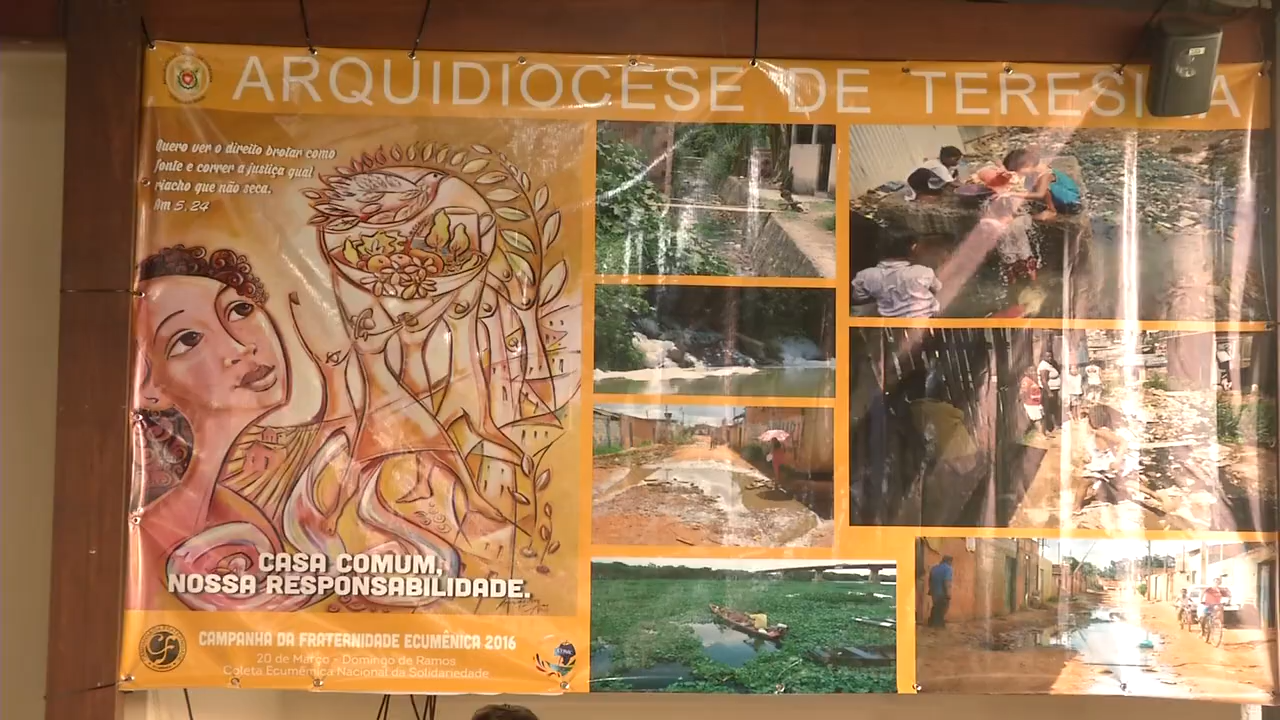 ARQUIDIOCESE DE TERESINA
Quero ver o direito brotar como
fonte e correr a justiça qual
riacho que não seca.
Am 5, 24
CASA COMUM,
NOSSA RESPONSABILIDADE.
CAMPANHA DA FRATERNIDADE ECUMÊNICA 2016
20 de Março - Domingo de Ramos
Coleta Ecumêmica Nacional da Solidariedade